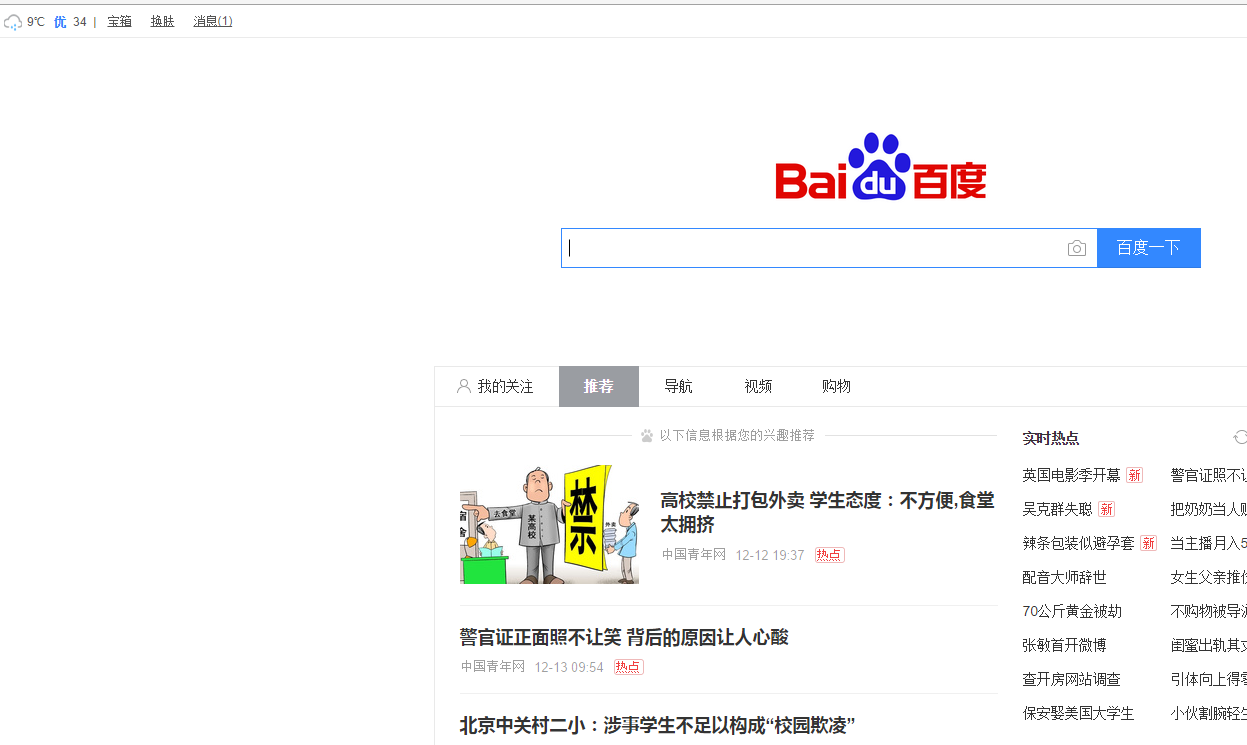 9℃ 优 34 | 宝箱 换肤 消息(1)
Baidu百度
百度一下
我的关注 推荐 导航 视频 购物
以下信息根据您的兴趣推荐
去食堂
某高校
禁示
外卖
宿舍
高校禁止打包外卖 学生态度：不方便,食堂
太拥挤
中国青年网 12-12 19:37 热点
警官证正面照不让笑 背后的原因让人心酸
中国青年网 12-13 09:54 热点
北京中关村二小：涉事学生不足以构成“校园欺凌”
实时热点
英国电影季开幕 新 警官证照不让
吴克群失聪 新 把奶奶当人
辣条包装似避孕套 新 当主播月入5
配音大师辞世 女生父亲推
70公斤黄金被劫 不购物被导
张敏首开微博 闺蜜出轨其
查开房网站调查 引体向上得零
保安娶美国大学生 小伙割腕轻生